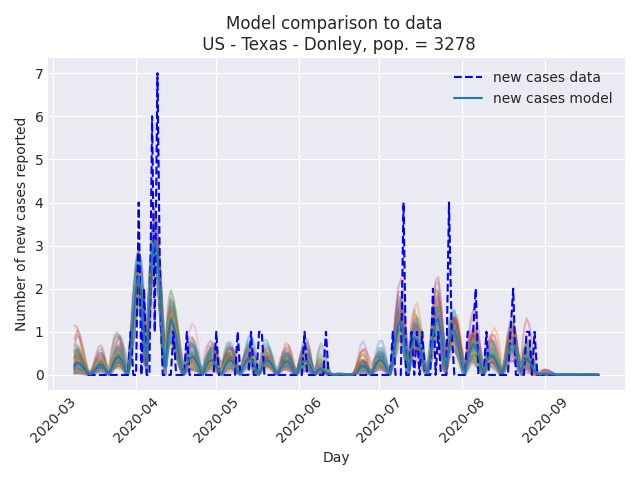 Model comparison to data
US - Texas - Donley, pop. = 3278
new cases data
new cases model
Number of new cases reported
7
6
5
4
3
2
1
0
2020-03
2020-04
2020-05
2020-06
2020-07
2020-08
2020-09
Day